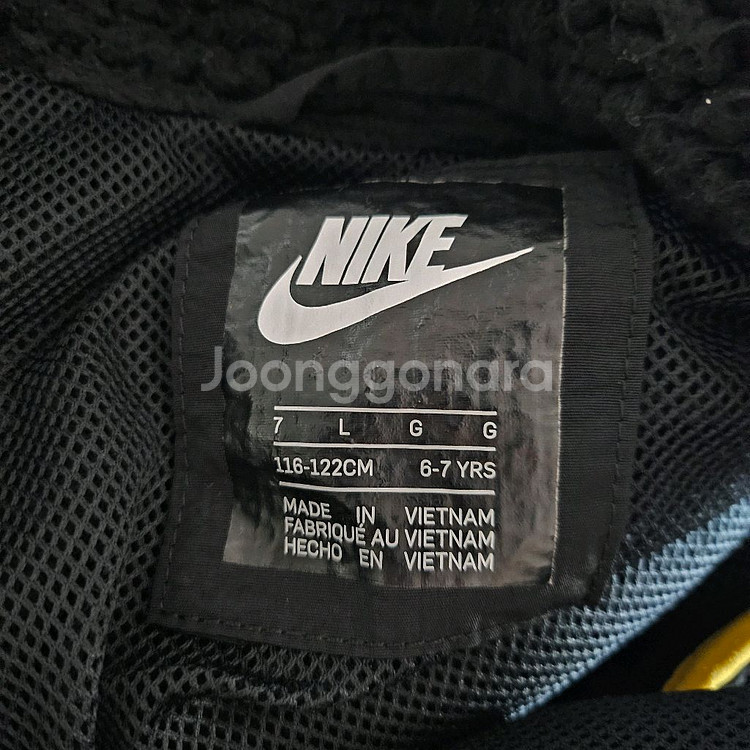 NIKE
Joonggonara
7 L G G
116-122CM 6-7 YRS
MADE IN VIETNAM
FABRIQUÉ AU VIETNAM
HECHO EN VIETNAM